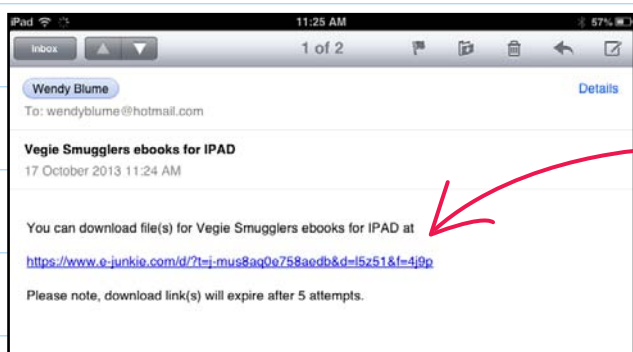 iPad 11:25 AM 57%
Inbox 1 of 2
Wendy Blume Details
To: wendyblume@hotmail.com
Vegie Smugglers ebooks for IPAD
17 October 2013 11:24 AM
You can download file(s) for Vegie Smugglers ebooks for IPAD at
https://www.e-junkie.com/d/?t=j-mus8aq0e758aedb&d=l5z51&f=4j9p
Please note, download link(s) will expire after 5 attempts.